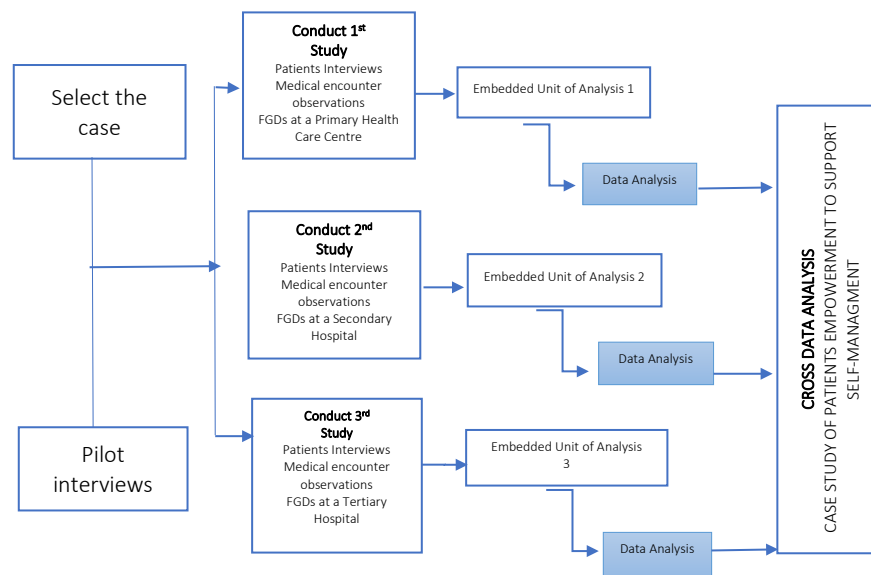 Select the
case
Pilot
interviews
Conduct 1st
Study
Patients Interviews
Medical encounter
observations
FGDs at a Primary Health
Care Centre
Embedded Unit of Analysis 1
Data Analysis
Conduct 2nd
Study
Patients Interviews
Medical encounter
observations
FGDs at a Secondary
Hospital
Embedded Unit of Analysis 2
Data Analysis
Conduct 3rd
Study
Patients Interviews
Medical encounter
observations
FGDs at a Tertiary
Hospital
Embedded Unit of Analysis
3
Data Analysis
CROSS DATA ANALYSIS
CASE STUDY OF PATIENTS EMPOWERMENT TO SUPPORT
SELF-MANAGMENT